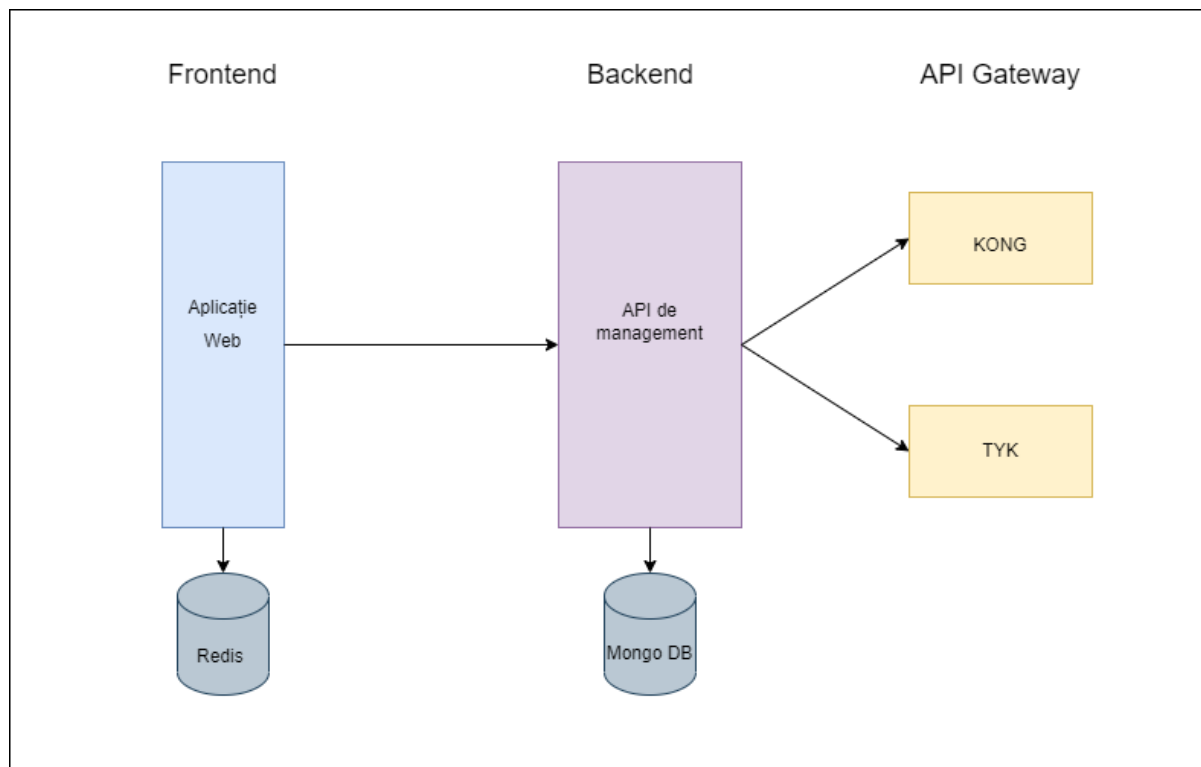 Frontend
Backend
API Gateway
Aplicație
Web
API de
management
KONG
TYK
Redis
Mongo DB